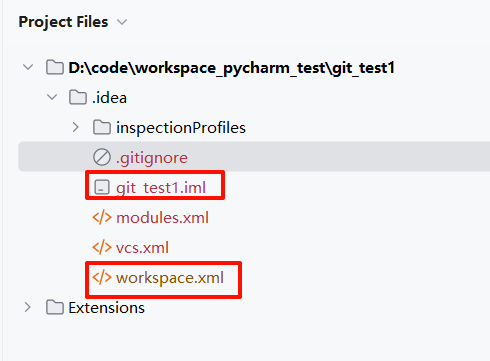 Project Files
D:\code\workspace_pycharm_test\git_test1
.idea
inspectionProfiles
.gitignore
git_test1.iml
modules.xml
vcs.xml
workspace.xml
Extensions